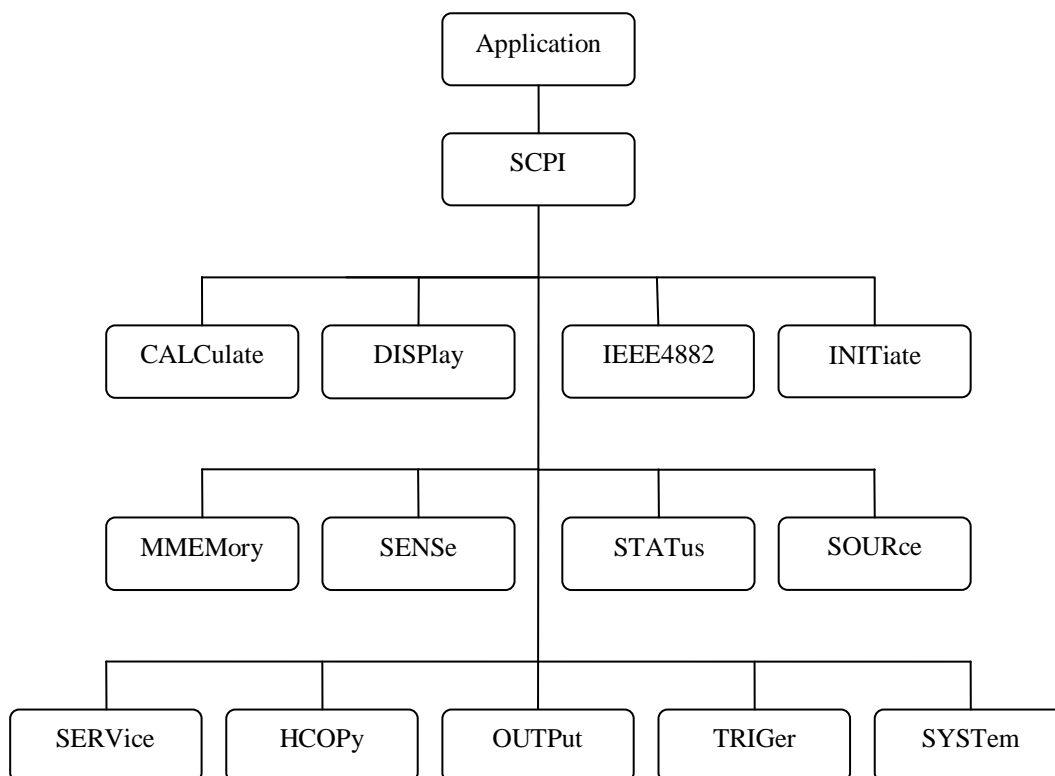 Application
SCPI
CALCulate
DISPlay
IEEE4882
INITiate
MMEMory
SENSe
STATus
SOURce
SERVice
HCOPy
OUTPut
TRIGer
SYSTem